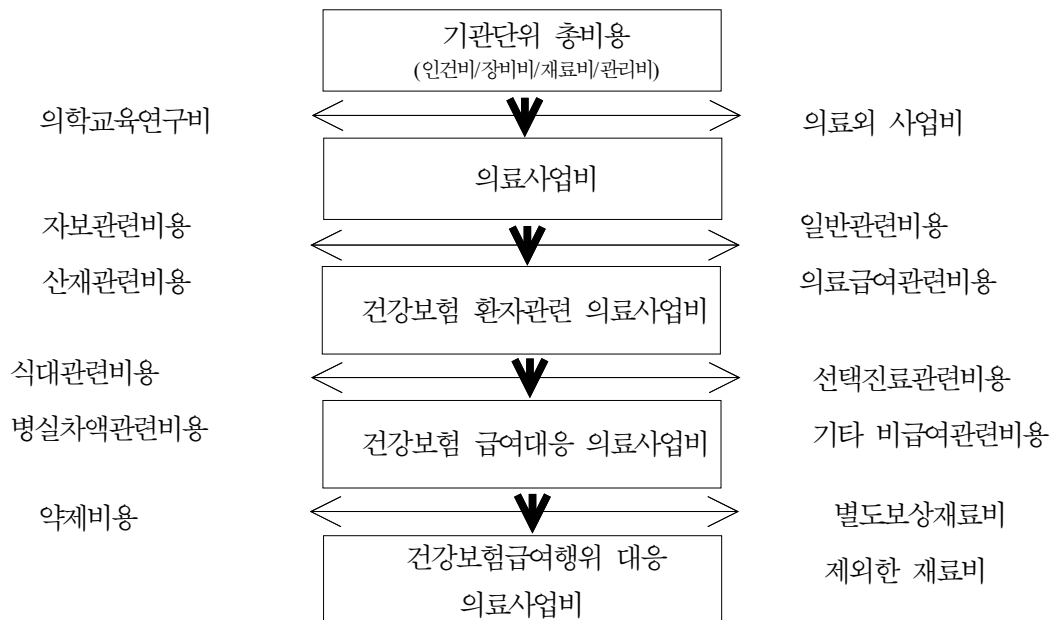 기관단위 총비용
(인건비/장비비/재료비/관리비)
의학교육연구비
의료외 사업비
의료사업비
자보관련비용
일반관련비용
산재관련비용
의료급여관련비용
건강보험 환자관련 의료사업비
식대관련비용
선택진료관련비용
병실차액관련비용
기타 비급여관련비용
건강보험 급여대응 의료사업비
약제비용
별도보상재료비
제외한 재료비
건강보험급여행위 대응
의료사업비